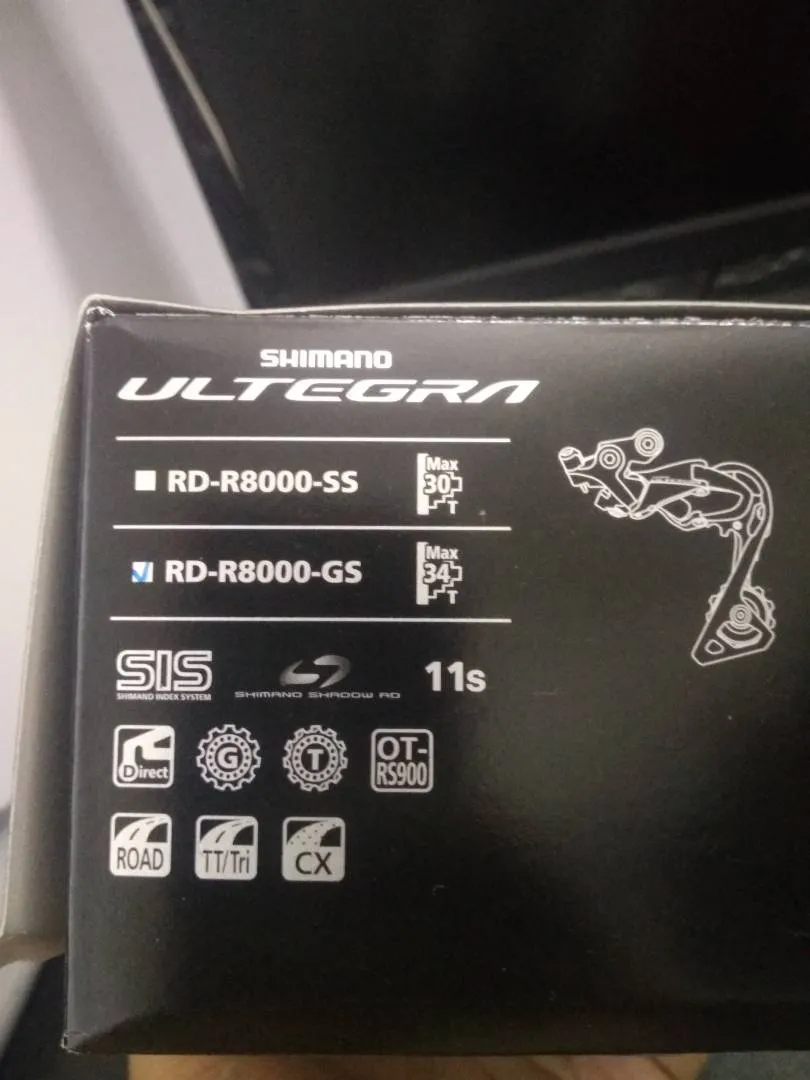 SHIMANO
ULTEGRA
RD-R8000-SS Max 30 T
RD-R8000-GS Max 34 T
SIS SHIMANO SHADOW RD 11s
SHIMANO INDEX SYSTEM
Direct G T OT-RS900
ROAD TT/Tri CX